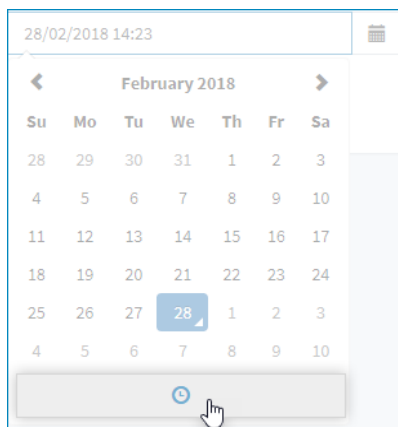 28/02/2018 14:23
February 2018
Su Mo Tu We Th Fr Sa
28 29 30 31 1 2 3
4 5 6 7 8 9 10
11 12 13 14 15 16 17
18 19 20 21 22 23 24
25 26 27 28 1 2 3
4 5 6 7 8 9 10